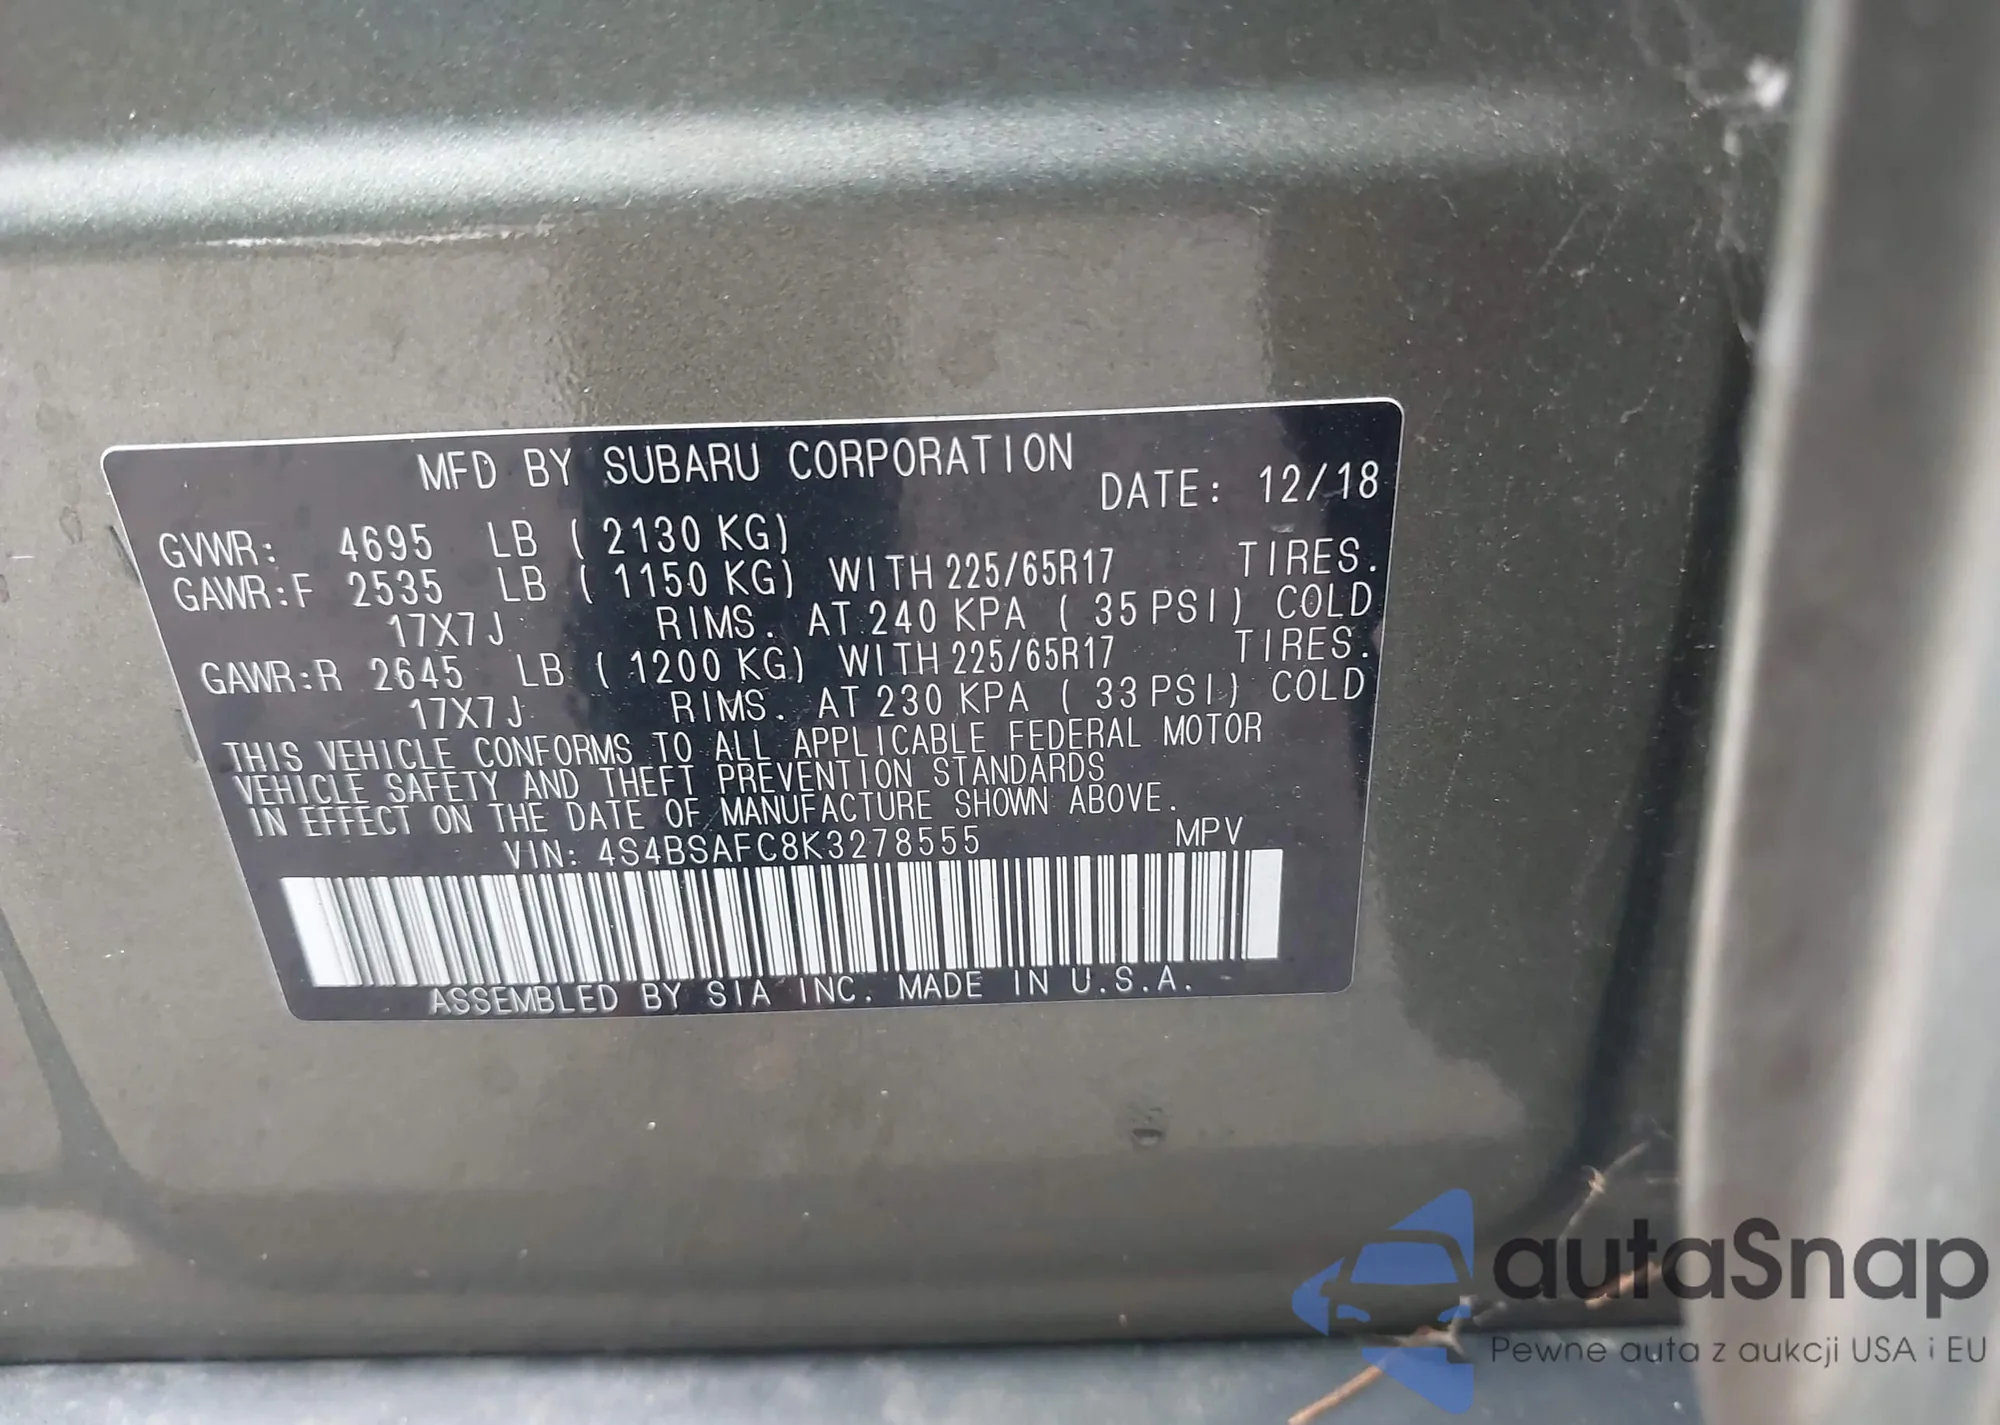 MFD BY SUBARU CORPORATION
DATE: 12/18
GVWR: 4695 LB ( 2130 KG)
GAWR:F 2535 LB ( 1150 KG) WITH 225/65R17 TIRES.
17X7J RIMS. AT 240 KPA ( 35 PSI) COLD
GAWR:R 2645 LB ( 1200 KG) WITH 225/65R17 TIRES.
17X7J RIMS. AT 230 KPA ( 33 PSI) COLD
THIS VEHICLE CONFORMS TO ALL APPLICABLE FEDERAL MOTOR
VEHICLE SAFETY AND THEFT PREVENTION STANDARDS
IN EFFECT ON THE DATE OF MANUFACTURE SHOWN ABOVE.
VIN: 4S4BSAFC8K3278555 MPV
ASSEMBLED BY SIA INC. MADE IN U.S.A.
autaSnap
Pewne auta z aukcji USA i EU